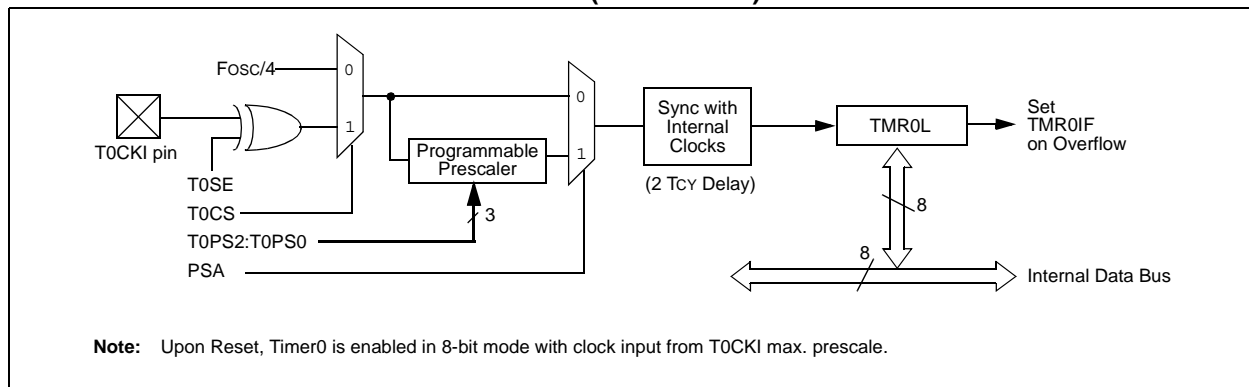 FOSC/4
0
1
T0CKI pin
T0SE
T0CS
T0PS2:T0PS0
PSA
Programmable
Prescaler
3
0
1
Sync with
Internal
Clocks
(2 TCY Delay)
TMR0L
Set
TMR0IF
on Overflow
8
8
Internal Data Bus
Note: Upon Reset, Timer0 is enabled in 8-bit mode with clock input from T0CKI max. prescale.